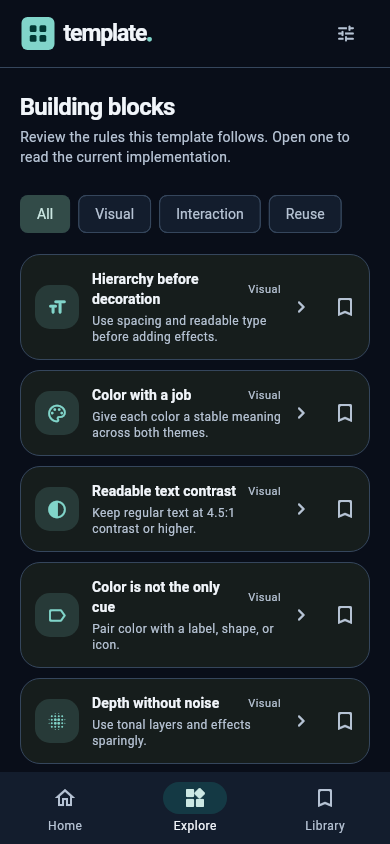 template.
Building blocks
Review the rules this template follows. Open one to
read the current implementation.
All
Visual
Interaction
Reuse
Hierarchy before
decoration
Visual
Use spacing and readable type
before adding effects.
Color with a job
Visual
Give each color a stable meaning
across both themes.
Readable text contrast
Visual
Keep regular text at 4.5:1
contrast or higher.
Color is not the only
cue
Visual
Pair color with a label, shape, or
icon.
Depth without noise
Visual
Use tonal layers and effects
sparingly.
Home
Explore
Library